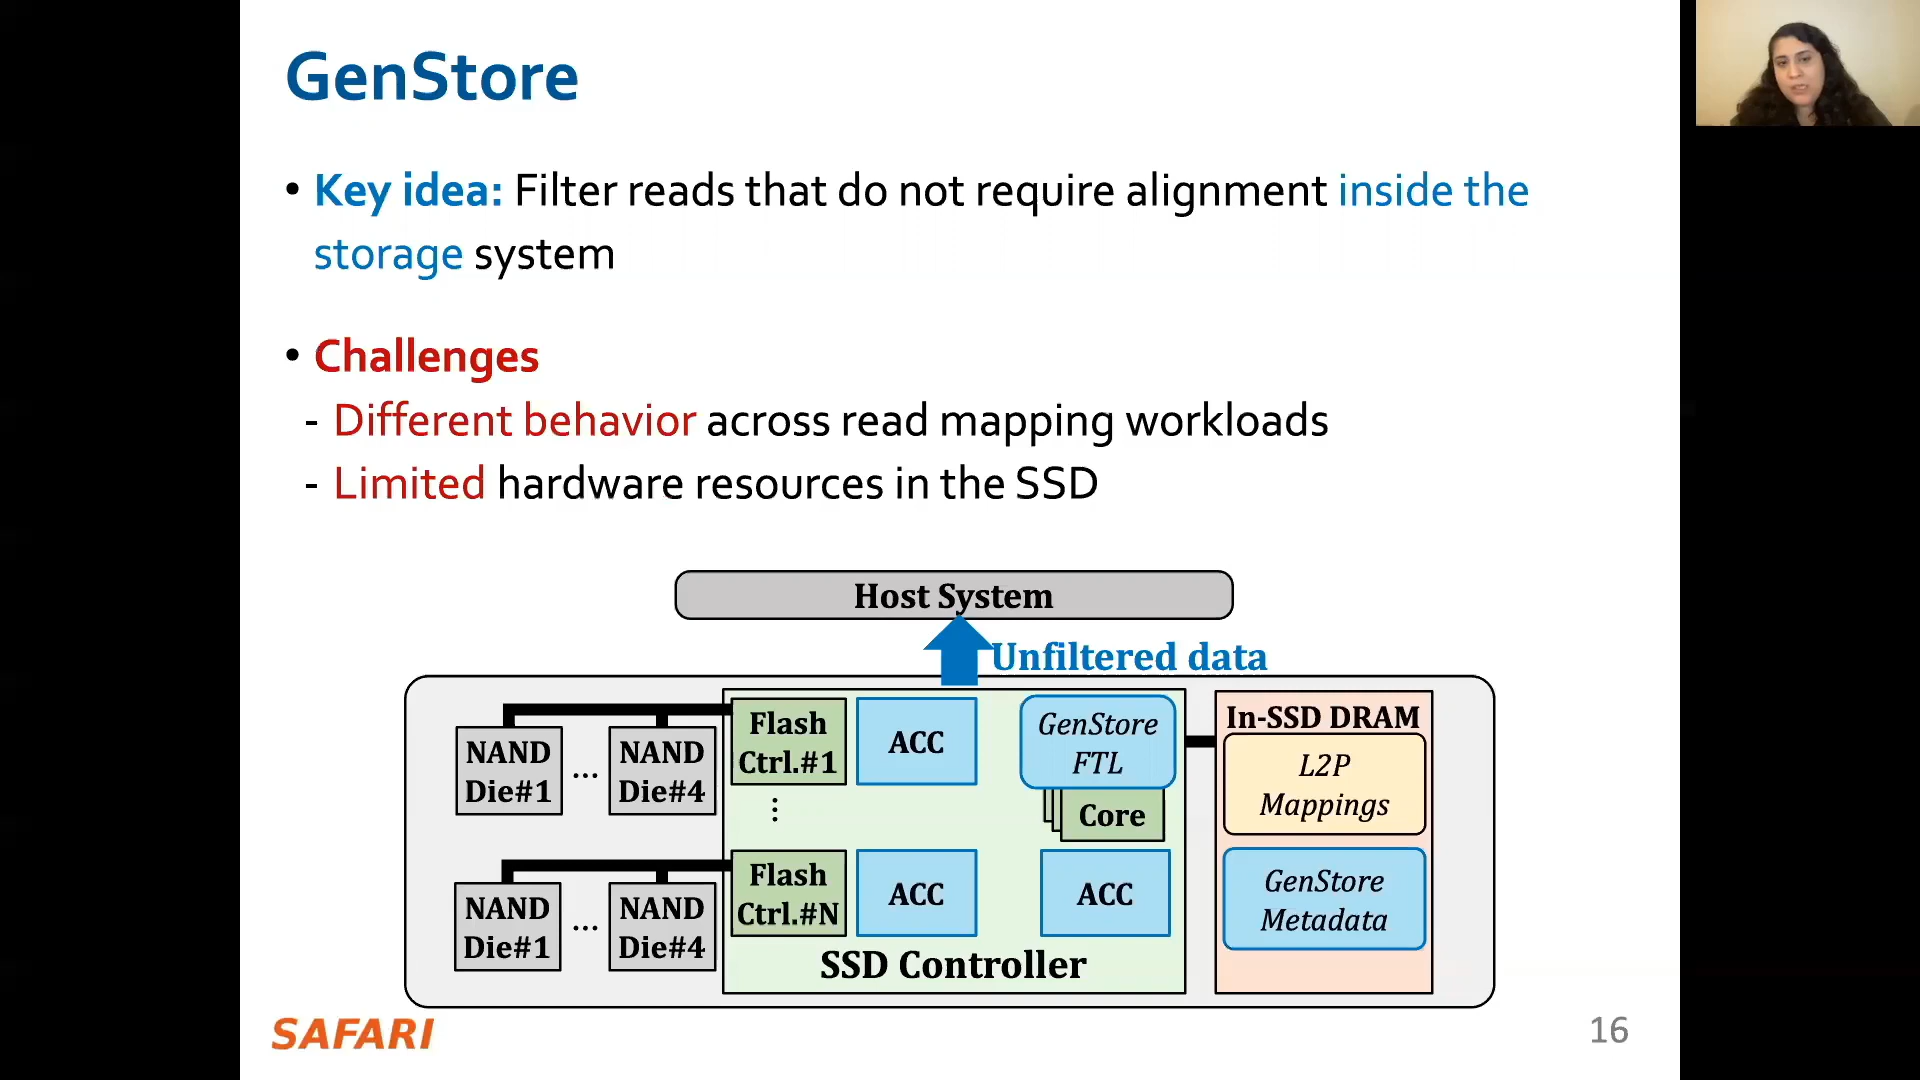 GenStore
• Key idea: Filter reads that do not require alignment inside the
storage system
• Challenges
- Different behavior across read mapping workloads
- Limited hardware resources in the SSD
Host System
Unfiltered data
NAND
Die#1
...
NAND
Die#4
Flash
Ctrl.#1
ACC
GenStore
FTL
Core
In-SSD DRAM
L2P
Mappings
⋮
NAND
Die#1
...
NAND
Die#4
Flash
Ctrl.#N
ACC
ACC
GenStore
Metadata
SSD Controller
SAFARI
16